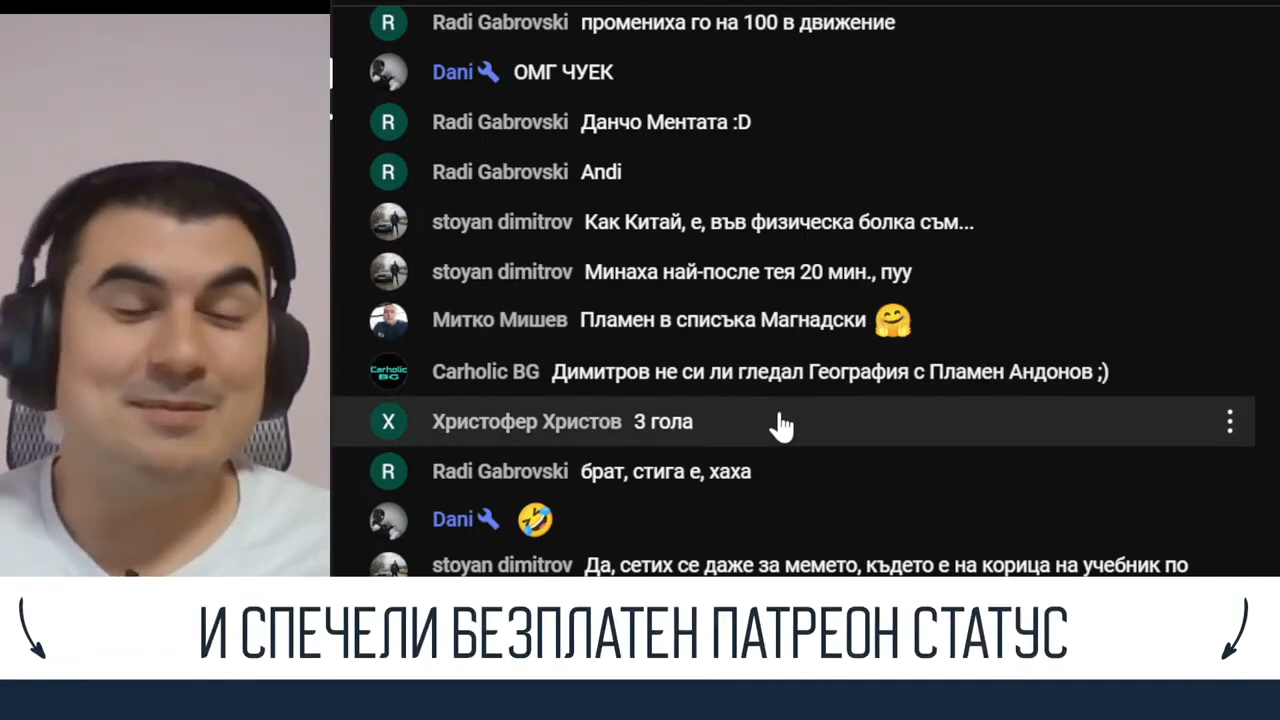 R Radi Gabrovski промениха го на 100 в движение
Dani ОМГ ЧУЕК
R Radi Gabrovski Данчо Ментата :D
R Radi Gabrovski Andi
stoyan dimitrov Как Китай, е, във физическа болка съм...
stoyan dimitrov Минаха най-после тея 20 мин., пуу
Митко Мишев Пламен в списъка Магнадски 🤗
Carholic BG Carholic BG Димитров не си ли гледал География с Пламен Андонов ;)
X Христофер Христов 3 гола
R Radi Gabrovski брат, стига е, хаха
Dani 🤣
stoyan dimitrov Да, сетих се даже за мемето, където е на корица на учебник по
И СПЕЧЕЛИ БЕЗПЛАТЕН ПАТРЕОН СТАТУС